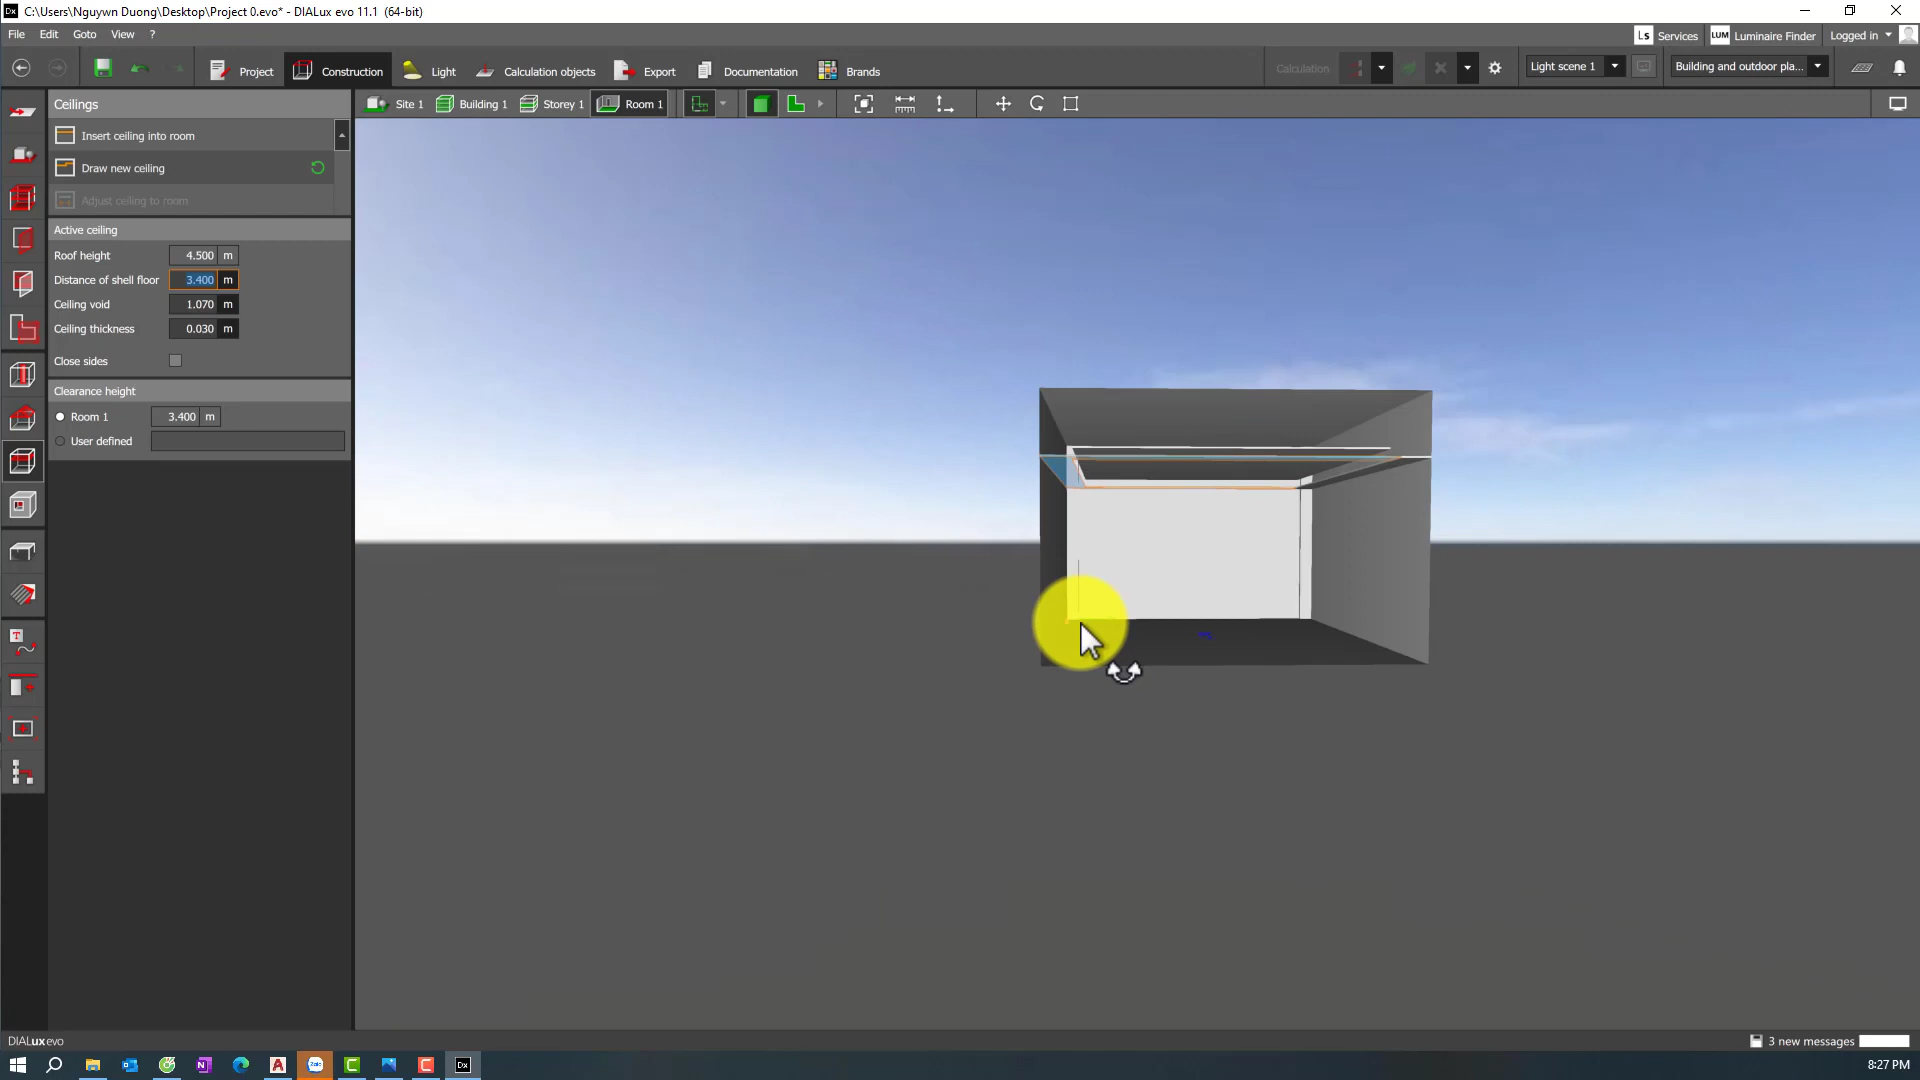 Dx C:\Users\Nguywn Duong\Desktop\Project 0.evo* - DIALux evo 11.1 (64-bit)
File Edit Goto View ? Ls Services LUM Luminaire Finder Logged in
Project Construction Light Calculation objects Export Documentation Brands Calculation Light scene 1 Building and outdoor pla...
Ceilings Site 1 Building 1 Storey 1 Room 1
Insert ceiling into room
Draw new ceiling
Adjust ceiling to room
Active ceiling
Roof height 4.500 m
Distance of shell floor 3.400 m
Ceiling void 1.070 m
Ceiling thickness 0.030 m
Close sides
Clearance height
Room 1 3.400 m
User defined
DIALux evo 3 new messages
8:27 PM